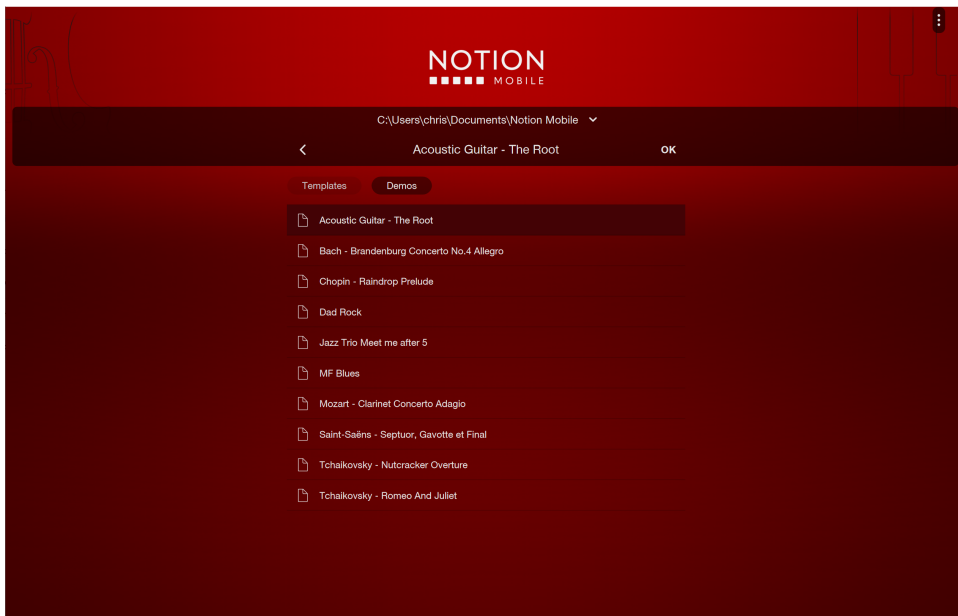 NOTION
MOBILE
C:\Users\chris\Documents\Notion Mobile
Acoustic Guitar - The Root OK
Templates Demos
Acoustic Guitar - The Root
Bach - Brandenburg Concerto No.4 Allegro
Chopin - Raindrop Prelude
Dad Rock
Jazz Trio Meet me after 5
MF Blues
Mozart - Clarinet Concerto Adagio
Saint-Saëns - Septuor, Gavotte et Final
Tchaikovsky - Nutcracker Overture
Tchaikovsky - Romeo And Juliet